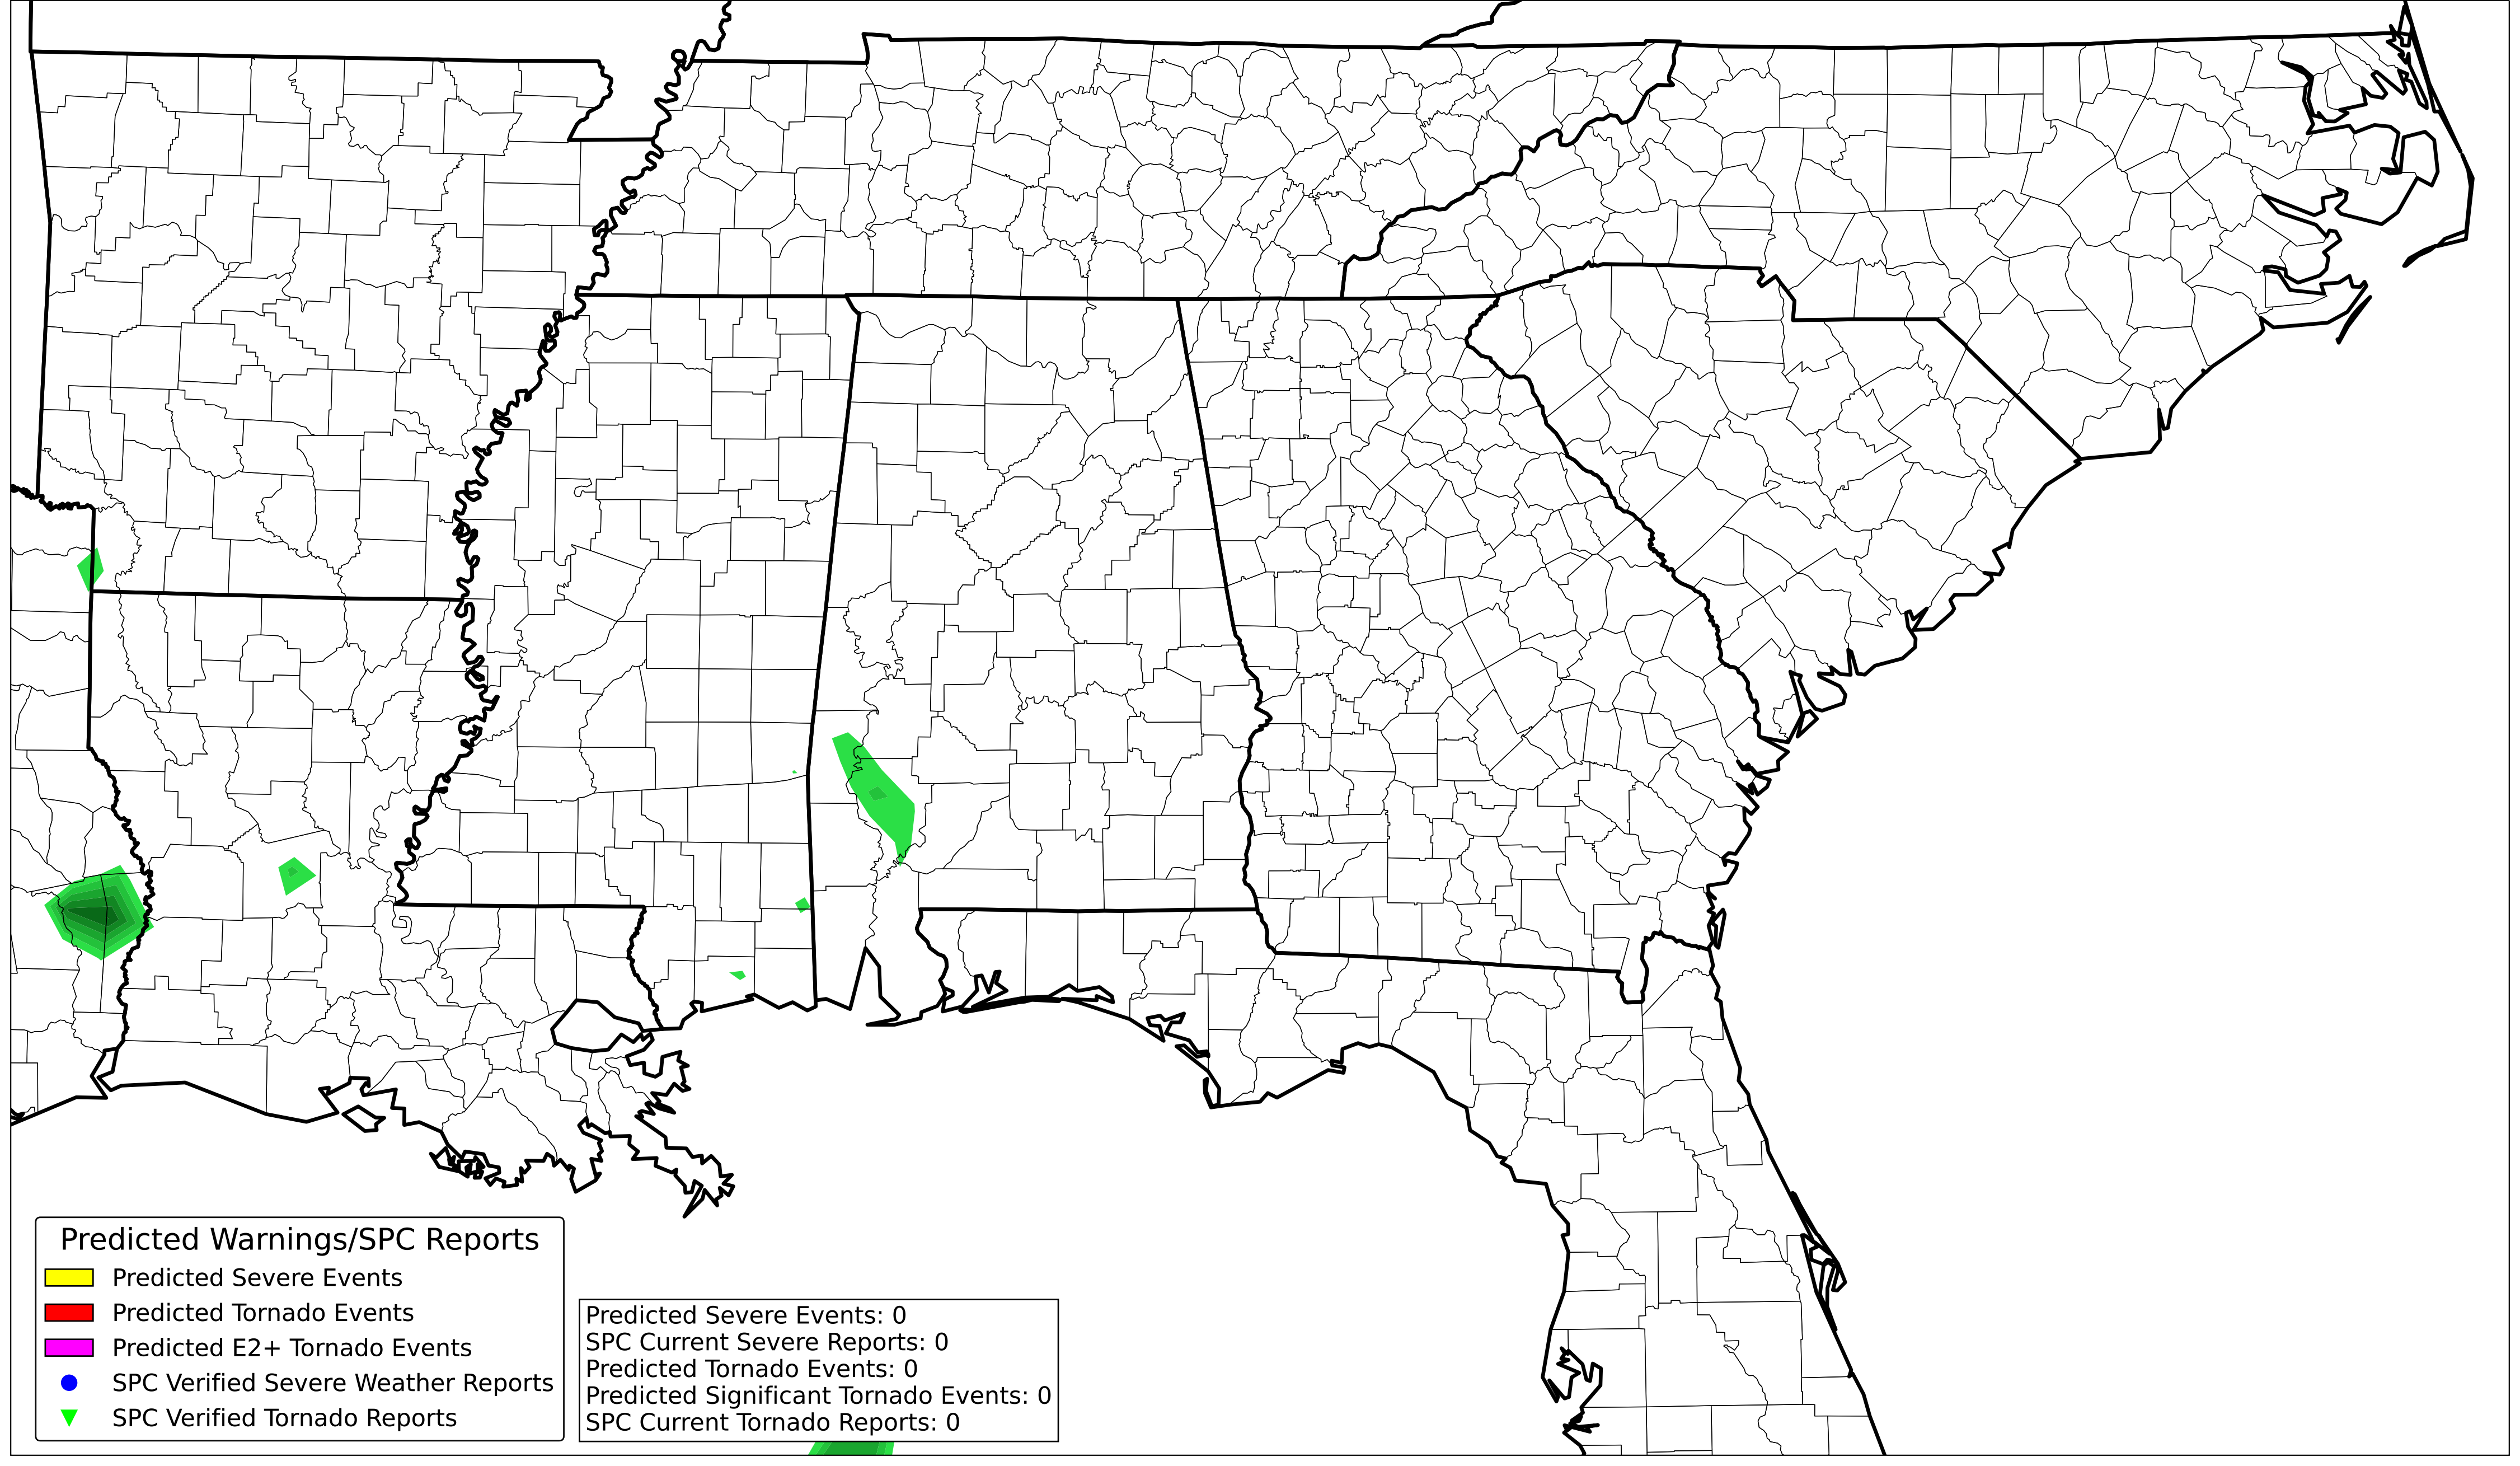 Predicted Warnings/SPC Reports
Predicted Severe Events
Predicted Tornado Events
Predicted E2+ Tornado Events
SPC Verified Severe Weather Reports
SPC Verified Tornado Reports
Predicted Severe Events: 0
SPC Current Severe Reports: 0
Predicted Tornado Events: 0
Predicted Significant Tornado Events: 0
SPC Current Tornado Reports: 0